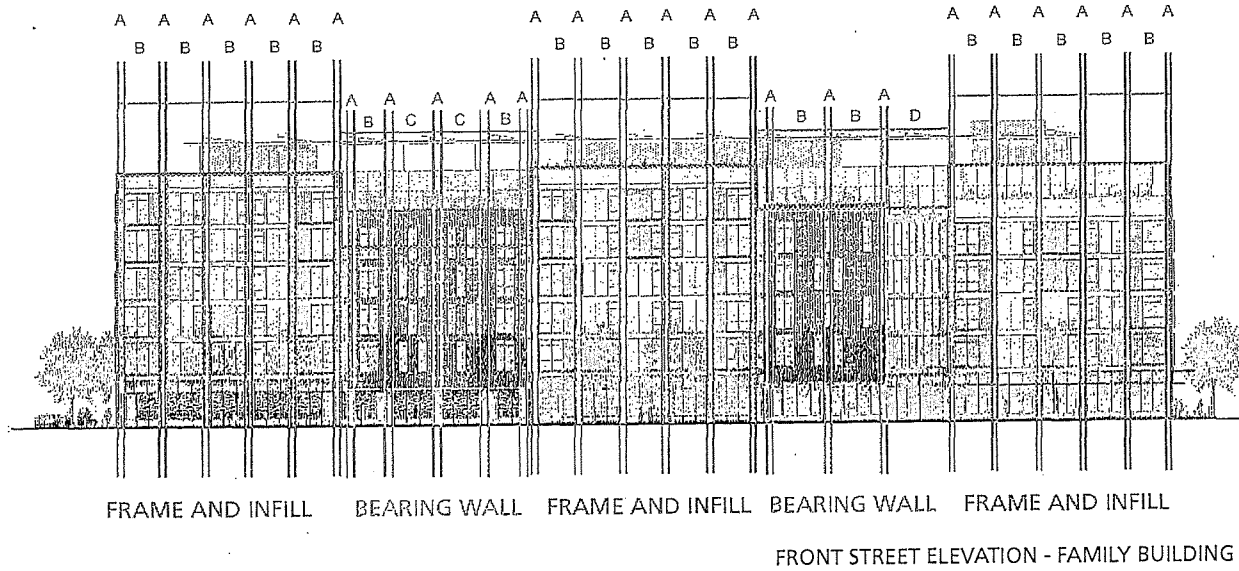 A A A A A A A A A A A A A A A A A A
B B B B B B B B B B B B B B B
A A A A A A A A
B C C B B B D
FRAME AND INFILL BEARING WALL FRAME AND INFILL BEARING WALL FRAME AND INFILL
FRONT STREET ELEVATION - FAMILY BUILDING